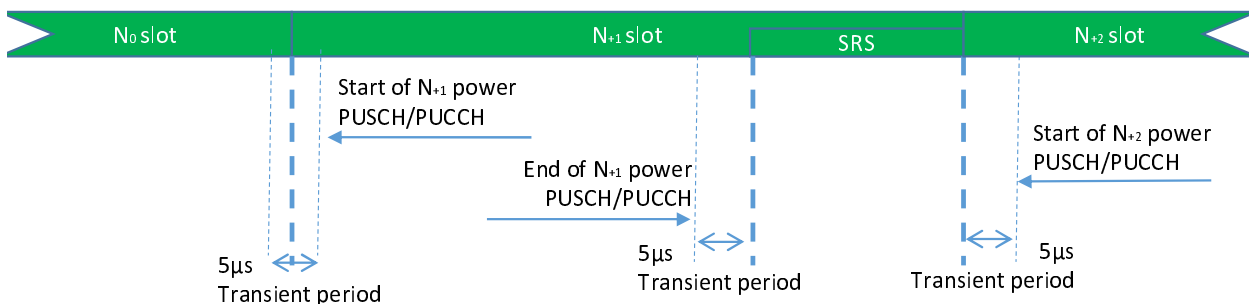 N₀ slot
N₊₁ slot
SRS
N₊₂ slot
Start of N₊₁ power
PUSCH/PUCCH
End of N₊₁ power
PUSCH/PUCCH
Start of N₊₂ power
PUSCH/PUCCH
5µs
Transient period
5µs
Transient period
5µs
Transient period